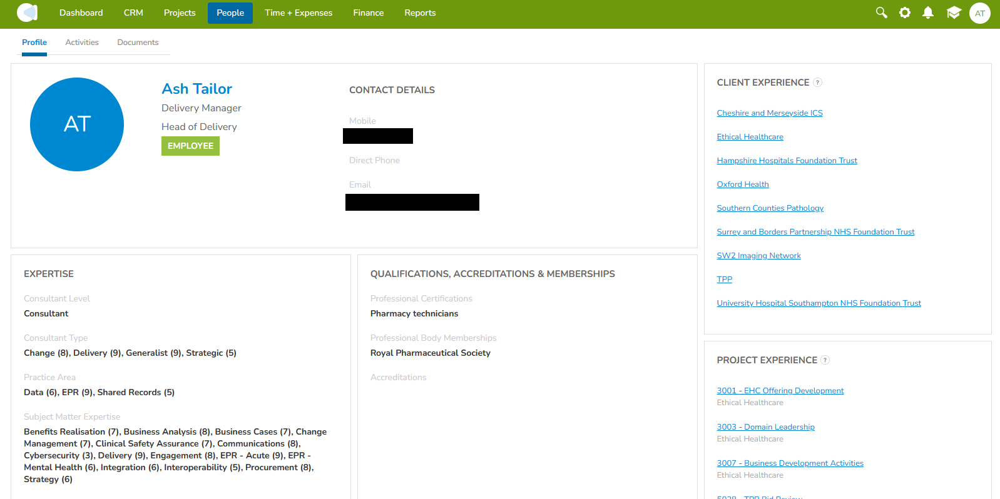 Dashboard
CRM
Projects
People
Time + Expenses
Finance
Reports
AT
Profile
Activities
Documents
AT
Ash Tailor
Delivery Manager
Head of Delivery
EMPLOYEE
CONTACT DETAILS
Mobile
Direct Phone
Email
EXPERTISE
Consultant Level
Consultant
Consultant Type
Change (8), Delivery (9), Generalist (9), Strategic (5)
Practice Area
Data (6), EPR (9), Shared Records (5)
Subject Matter Expertise
Benefits Realisation (7), Business Analysis (8), Business Cases (7), Change
Management (7), Clinical Safety Assurance (7), Communications (8),
Cybersecurity (3), Delivery (9), Engagement (8), EPR - Acute (9), EPR -
Mental Health (6), Integration (6), Interoperability (5), Procurement (8),
Strategy (6)
QUALIFICATIONS, ACCREDITATIONS & MEMBERSHIPS
Professional Certifications
Pharmacy technicians
Professional Body Memberships
Royal Pharmaceutical Society
Accreditations
CLIENT EXPERIENCE ?
Cheshire and Merseyside ICS
Ethical Healthcare
Hampshire Hospitals Foundation Trust
Oxford Health
Southern Counties Pathology
Surrey and Borders Partnership NHS Foundation Trust
SW2 Imaging Network
TPP
University Hospital Southampton NHS Foundation Trust
PROJECT EXPERIENCE ?
3001 - EHC Offering Development
Ethical Healthcare
3003 - Domain Leadership
Ethical Healthcare
3007 - Business Development Activities
Ethical Healthcare
TPP Bid Review